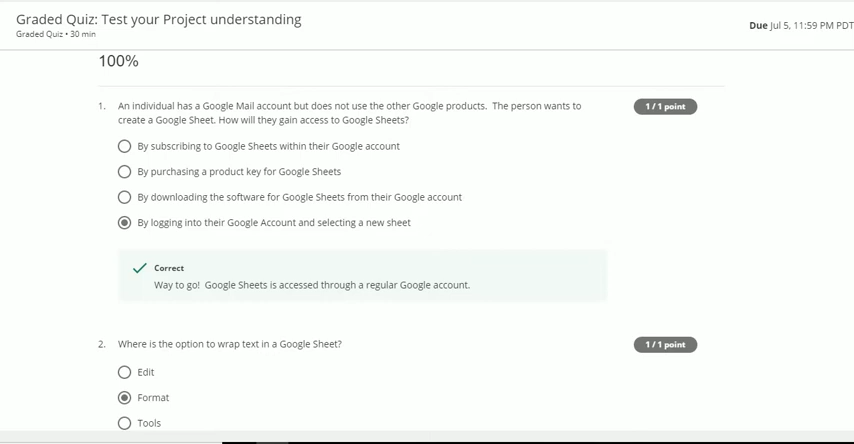 Graded Quiz: Test your Project understanding
Graded Quiz • 30 min
Due Jul 5, 11:59 PM PDT
100%
1. An individual has a Google Mail account but does not use the other Google products. The person wants to
create a Google Sheet. How will they gain access to Google Sheets?
1 / 1 point
By subscribing to Google Sheets within their Google account
By purchasing a product key for Google Sheets
By downloading the software for Google Sheets from their Google account
By logging into their Google Account and selecting a new sheet
Correct
Way to go! Google Sheets is accessed through a regular Google account.
2. Where is the option to wrap text in a Google Sheet?
1 / 1 point
Edit
Format
Tools